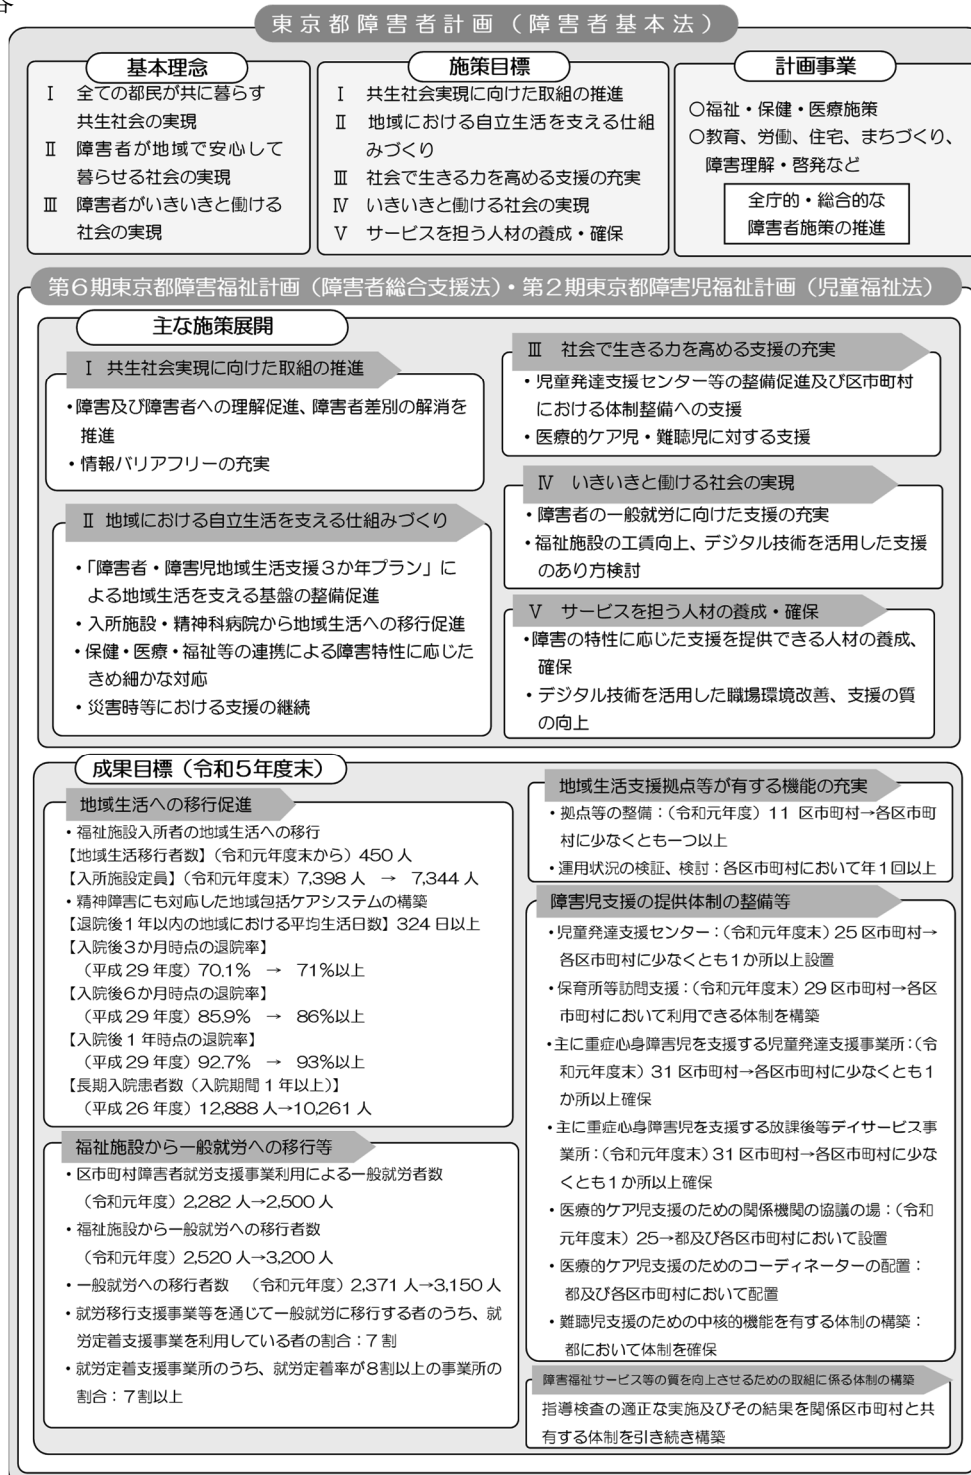 東京都障害者計画（障害者基本法）
基本理念
Ⅰ　全ての都民が共に暮らす
共生社会の実現
Ⅱ　障害者が地域で安心して
暮らせる社会の実現
Ⅲ　障害者がいきいきと働ける
社会の実現
施策目標
Ⅰ　共生社会実現に向けた取組の推進
Ⅱ　地域における自立生活を支える仕組
みづくり
Ⅲ　社会で生きる力を高める支援の充実
Ⅳ　いきいきと働ける社会の実現
Ⅴ　サービスを担う人材の養成・確保
計画事業
○福祉・保健・医療施策
○教育、労働、住宅、まちづくり、
障害理解・啓発など
全庁的・総合的な
障害者施策の推進
第６期東京都障害福祉計画（障害者総合支援法）・第２期東京都障害児福祉計画（児童福祉法）
主な施策展開
Ⅰ　共生社会実現に向けた取組の推進
・障害及び障害者への理解促進、障害者差別の解消を
推進
・情報バリアフリーの充実
Ⅱ　地域における自立生活を支える仕組みづくり
・「障害者・障害児地域生活支援３か年プラン」に
よる地域生活を支える基盤の整備促進
・入所施設・精神科病院から地域生活への移行促進
・保健・医療・福祉等の連携による障害特性に応じた
きめ細かな対応
・災害時等における支援の継続
Ⅲ　社会で生きる力を高める支援の充実
・児童発達支援センター等の整備促進及び区市町村
における体制整備への支援
・医療的ケア児・難聴児に対する支援
Ⅳ　いきいきと働ける社会の実現
・障害者の一般就労に向けた支援の充実
・福祉施設の工賃向上、デジタル技術を活用した支援
のあり方検討
Ⅴ　サービスを担う人材の養成・確保
・障害の特性に応じた支援を提供できる人材の養成、
確保
・デジタル技術を活用した職場環境改善、支援の質
の向上
成果目標（令和５年度末）
地域生活への移行促進
・福祉施設入所者の地域生活への移行
【地域生活移行者数】（令和元年度末から）450人
【入所施設定員】（令和元年度末）7,398人　→　7,344人
・精神障害にも対応した地域包括ケアシステムの構築
【退院後１年以内の地域における平均生活日数】324日以上
【入院後３か月時点の退院率】
（平成29年度）70.1%　→　71%以上
【入院後６か月時点の退院率】
（平成29年度）85.9%　→　86%以上
【入院後１年時点の退院率】
（平成29年度）92.7%　→　93%以上
【長期入院患者数（入院期間１年以上）】
（平成26年度）12,888人→10,261人
福祉施設から一般就労への移行等
・区市町村障害者就労支援事業利用による一般就労者数
（令和元年度）2,282人→2,500人
・福祉施設から一般就労への移行者数
（令和元年度）2,520人→3,200人
・一般就労への移行者数　（令和元年度）2,371人→3,150人
・就労移行支援事業等を通じて一般就労に移行する者のうち、就
労定着支援事業を利用している者の割合：７割
・就労定着支援事業所のうち、就労定着率が８割以上の事業所の
割合：７割以上
地域生活支援拠点等が有する機能の充実
・拠点等の整備：（令和元年度）11 区市町村→各区市町
村に少なくとも一つ以上
・運用状況の検証、検討：各区市町村において年１回以上
障害児支援の提供体制の整備等
・児童発達支援センター：（令和元年度末）25区市町村→
各区市町村に少なくとも１か所以上設置
・保育所等訪問支援：（令和元年度末）29区市町村→各区
市町村において利用できる体制を構築
・主に重症心身障害児を支援する児童発達支援事業所：（令
和元年度末）31区市町村→各区市町村に少なくとも１
か所以上確保
・主に重症心身障害児を支援する放課後等デイサービス事
業所：（令和元年度末）31区市町村→各区市町村に少な
くとも１か所以上確保
・医療的ケア児支援のための関係機関の協議の場：（令和
元年度末）25→都及び各区市町村において設置
・医療的ケア児支援のためのコーディネーターの配置：
都及び各区市町村において配置
・難聴児支援のための中核的機能を有する体制の構築：
都において体制を確保
障害福祉サービス等の質を向上させるための取組に係る体制の構築
指導検査の適正な実施及びその結果を関係区市町村と共
有する体制を引き続き構築